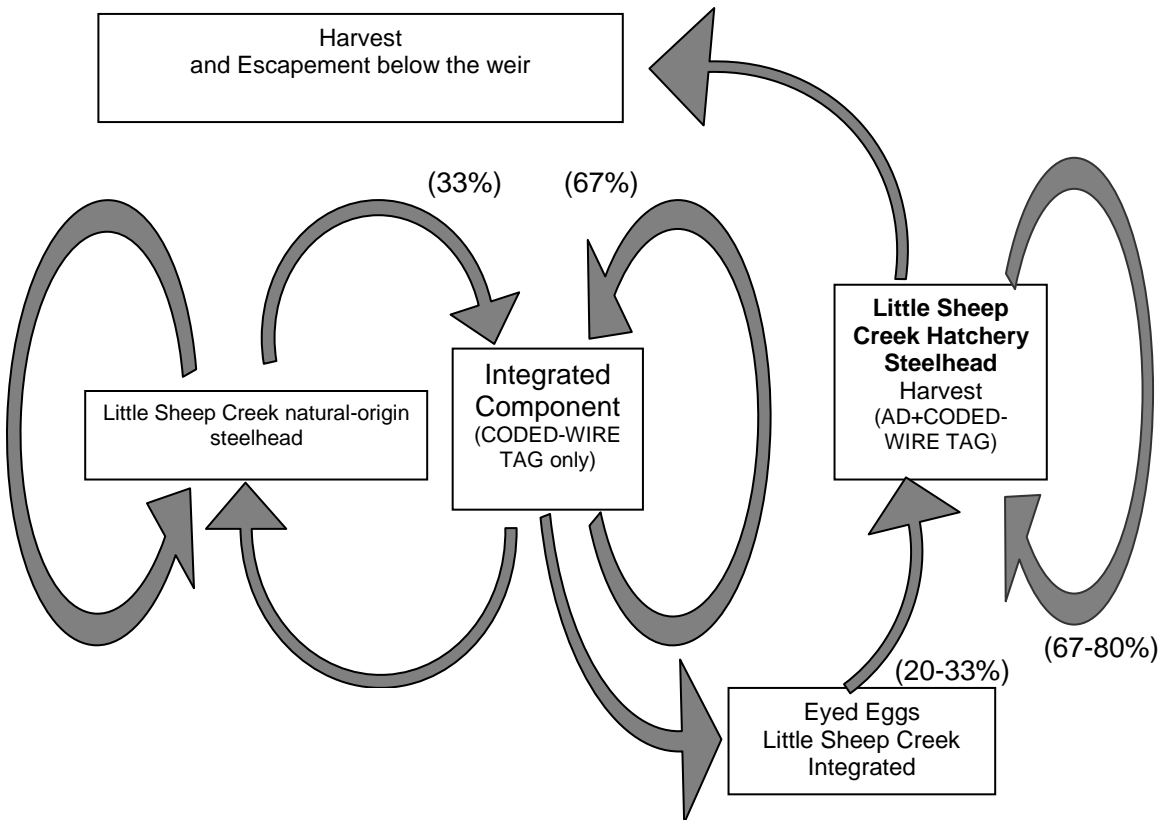 Harvest
and Escapement below the weir
(33%)
(67%)
Little Sheep Creek natural-origin
steelhead
Integrated
Component
(CODED-WIRE
TAG only)
Little Sheep
Creek Hatchery
Steelhead
Harvest
(AD+CODED-
WIRE TAG)
(67-80%)
(20-33%)
Eyed Eggs
Little Sheep Creek
Integrated